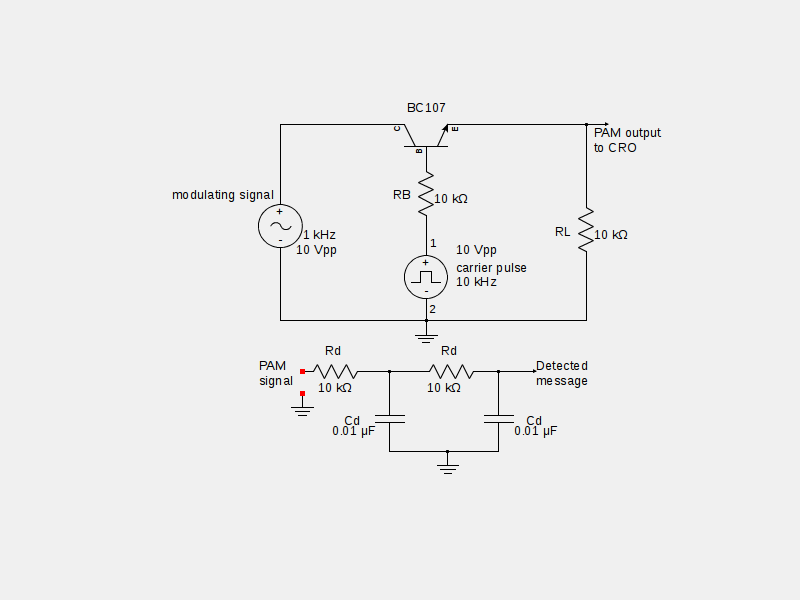 BC107
C
E
B
PAM output
to CRO
modulating signal
+
-
1 kHz
10 Vpp
RB
10 kΩ
RL
10 kΩ
1
10 Vpp
carrier pulse
10 kHz
+
-
2
PAM
signal
Rd
10 kΩ
Rd
10 kΩ
Detected
message
Cd
0.01 µF
Cd
0.01 µF